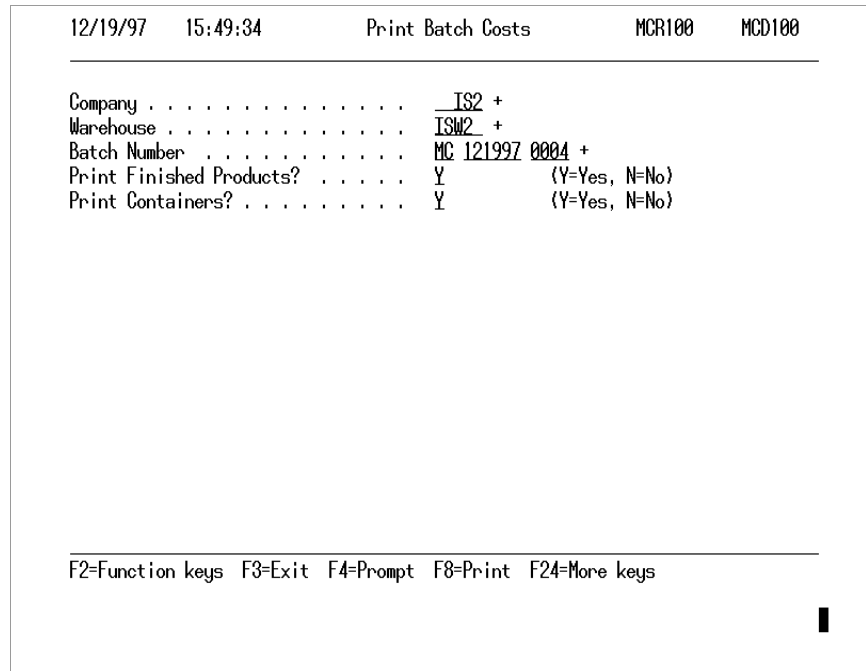 12/19/97 15:49:34 Print Batch Costs MCR100 MCD100
Company . . . . . . . . . . . . . . IS2 +
Warehouse . . . . . . . . . . . . . ISW2 +
Batch Number . . . . . . . . . . . MC 121997 0004 +
Print Finished Products? . . . . . Y (Y=Yes, N=No)
Print Containers? . . . . . . . . . Y (Y=Yes, N=No)
F2=Function keys F3=Exit F4=Prompt F8=Print F24=More keys